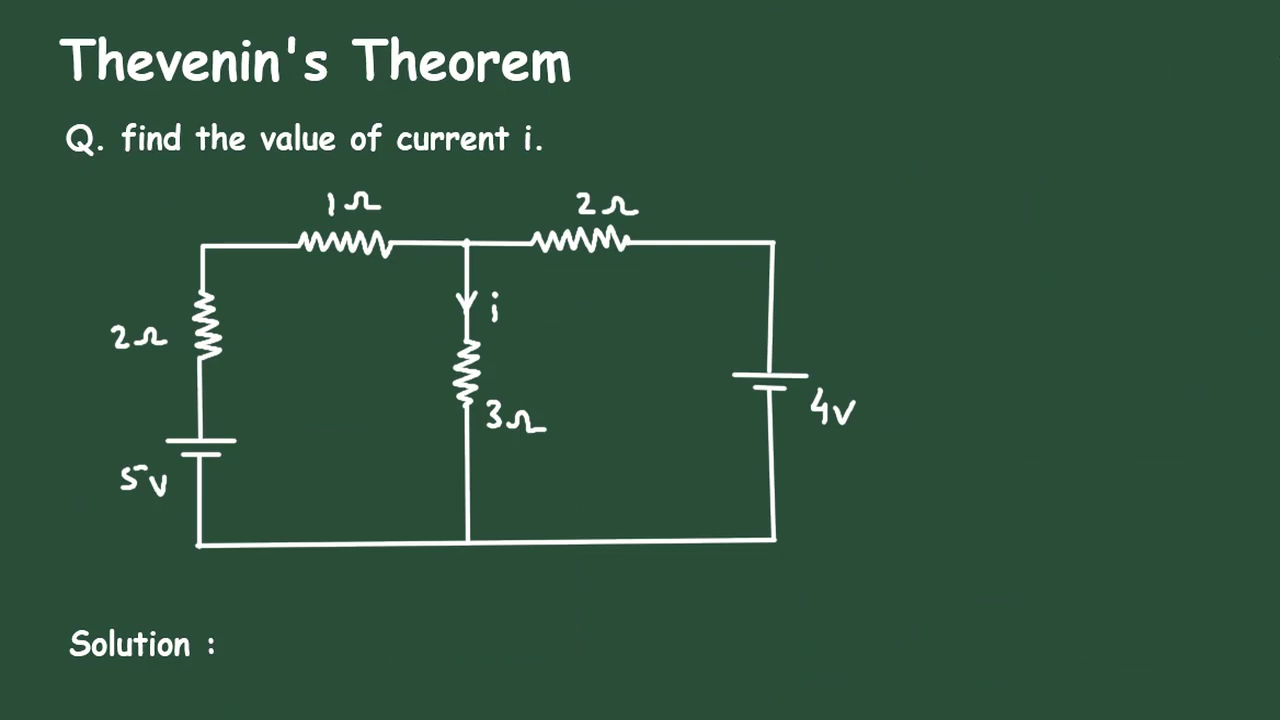 Thevenin's Theorem
Q. find the value of current i.
1Ω
2Ω
i
2Ω
3Ω
4v
5v
Solution :